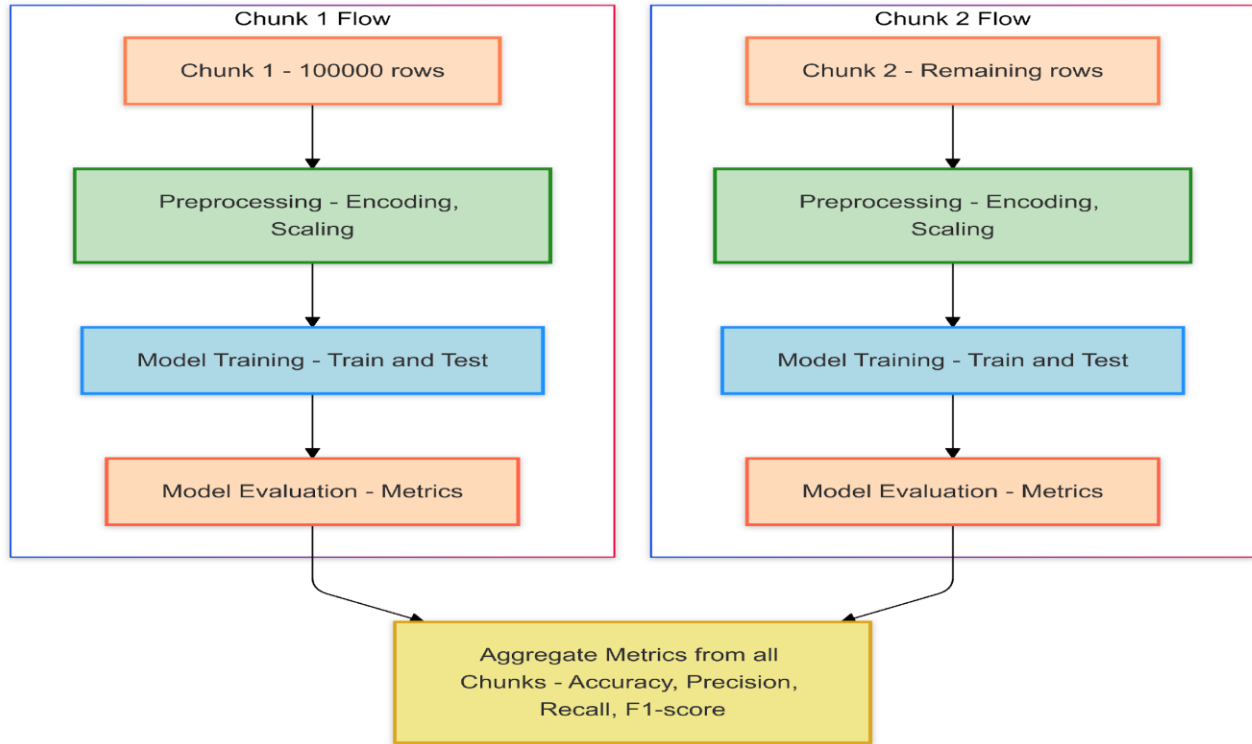 Chunk 1 Flow
Chunk 1 - 100000 rows
Preprocessing - Encoding,
Scaling
Model Training - Train and Test
Model Evaluation - Metrics
Chunk 2 Flow
Chunk 2 - Remaining rows
Preprocessing - Encoding,
Scaling
Model Training - Train and Test
Model Evaluation - Metrics
Aggregate Metrics from all
Chunks - Accuracy, Precision,
Recall, F1-score